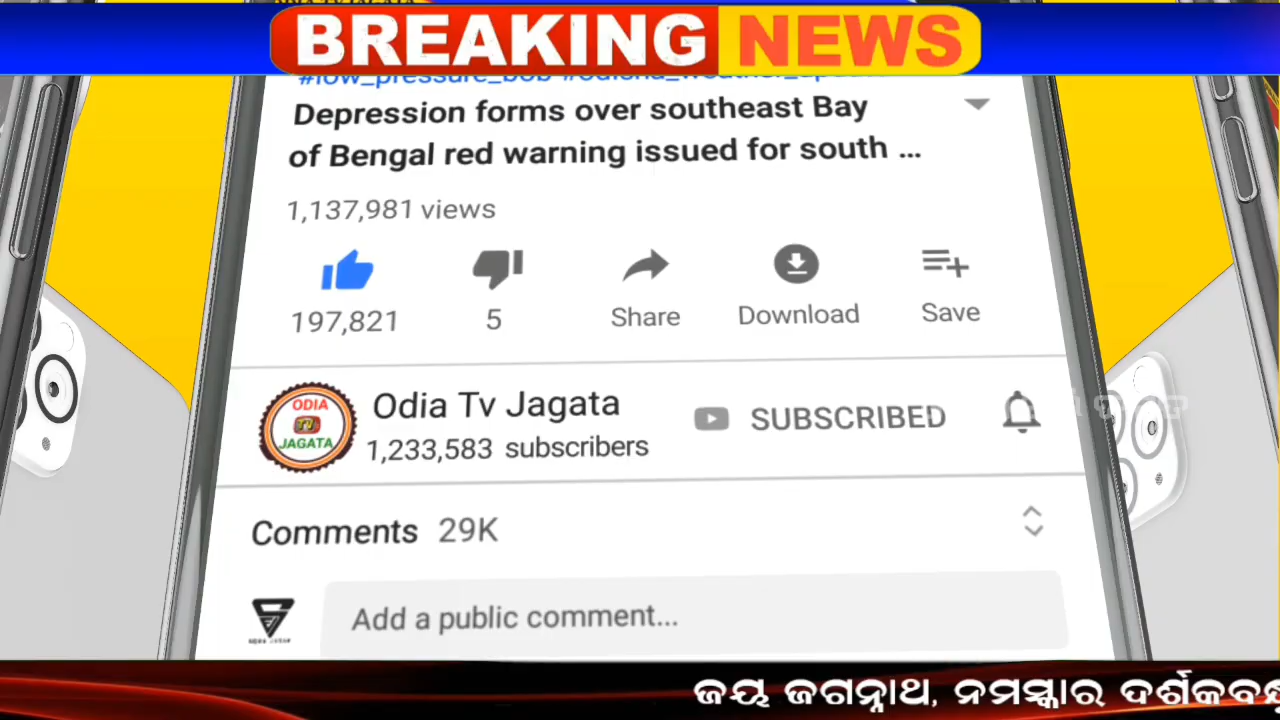 BREAKING NEWS
Depression forms over southeast Bay
of Bengal red warning issued for south ...
1,137,981 views
197,821
5
Share
Download
Save
ODIA
TV
JAGATA
Odia Tv Jagata
1,233,583 subscribers
SUBSCRIBED
Comments 29K
Add a public comment...
ଜୟ ଜଗନ୍ନାଥ, ନମସ୍କାର